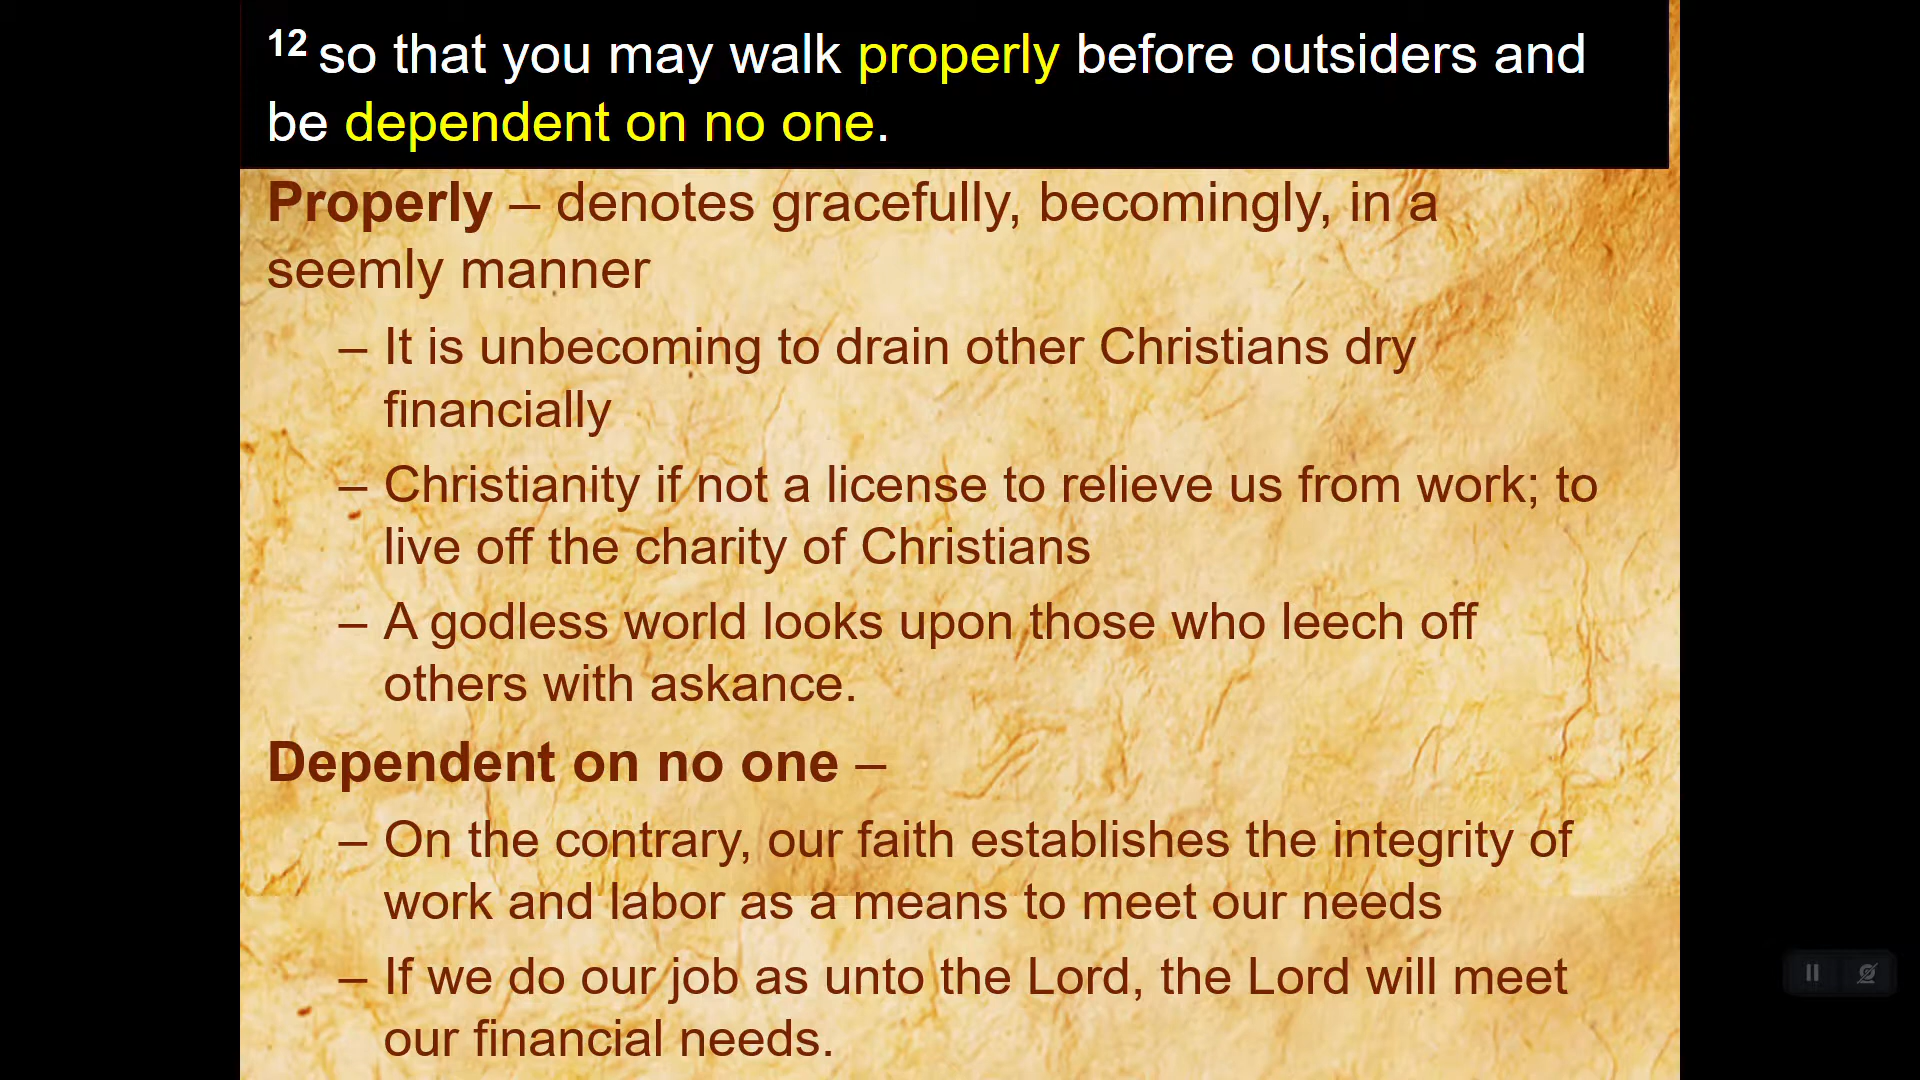 12 so that you may walk properly before outsiders and
be dependent on no one.
Properly – denotes gracefully, becomingly, in a
seemly manner
– It is unbecoming to drain other Christians dry
financially
– Christianity if not a license to relieve us from work; to
live off the charity of Christians
– A godless world looks upon those who leech off
others with askance.
Dependent on no one –
– On the contrary, our faith establishes the integrity of
work and labor as a means to meet our needs
– If we do our job as unto the Lord, the Lord will meet
our financial needs.